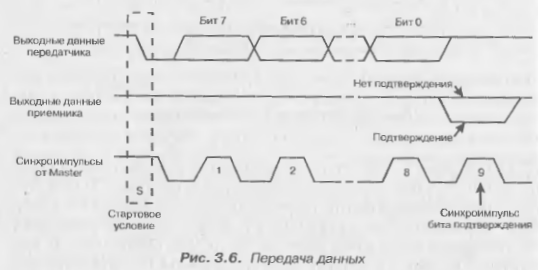 Бит 7
Бит 6
...
Бит 0
Выходные данные
передатчика
Нет подтверждения
Выходные данные
приемника
Подтверждение
Синхроимпульсы
от Master
1
2
8
9
S
Стартовое
условие
Синхроимпульс
бита подтверждения
Рис. 3.6. Передача данных